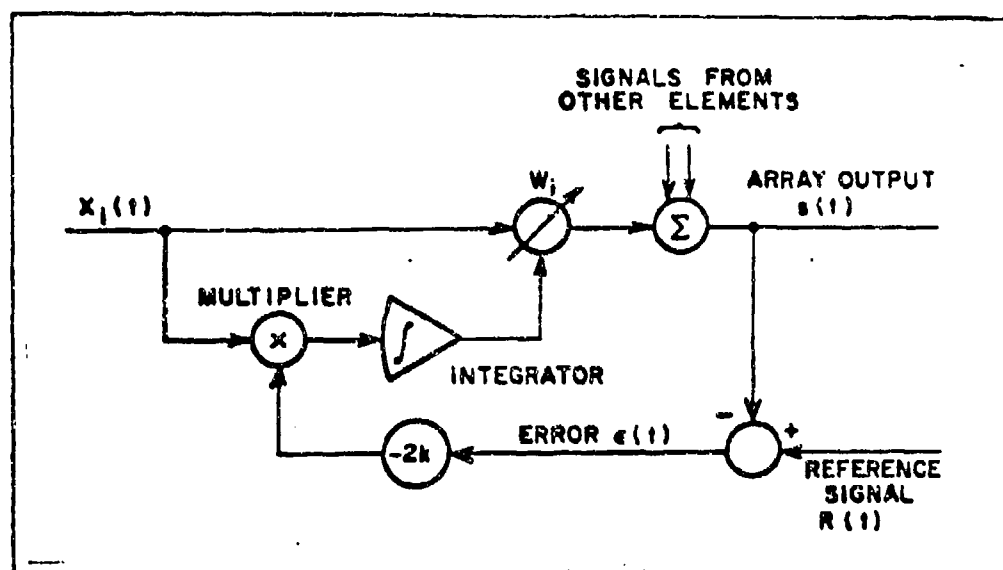 SIGNALS FROM
OTHER ELEMENTS
W_i
ARRAY OUTPUT
s(t)
X_i(t)
Σ
MULTIPLIER
×
∫
INTEGRATOR
-
+
ERROR ϵ(t)
-2k
REFERENCE
SIGNAL
R(t)